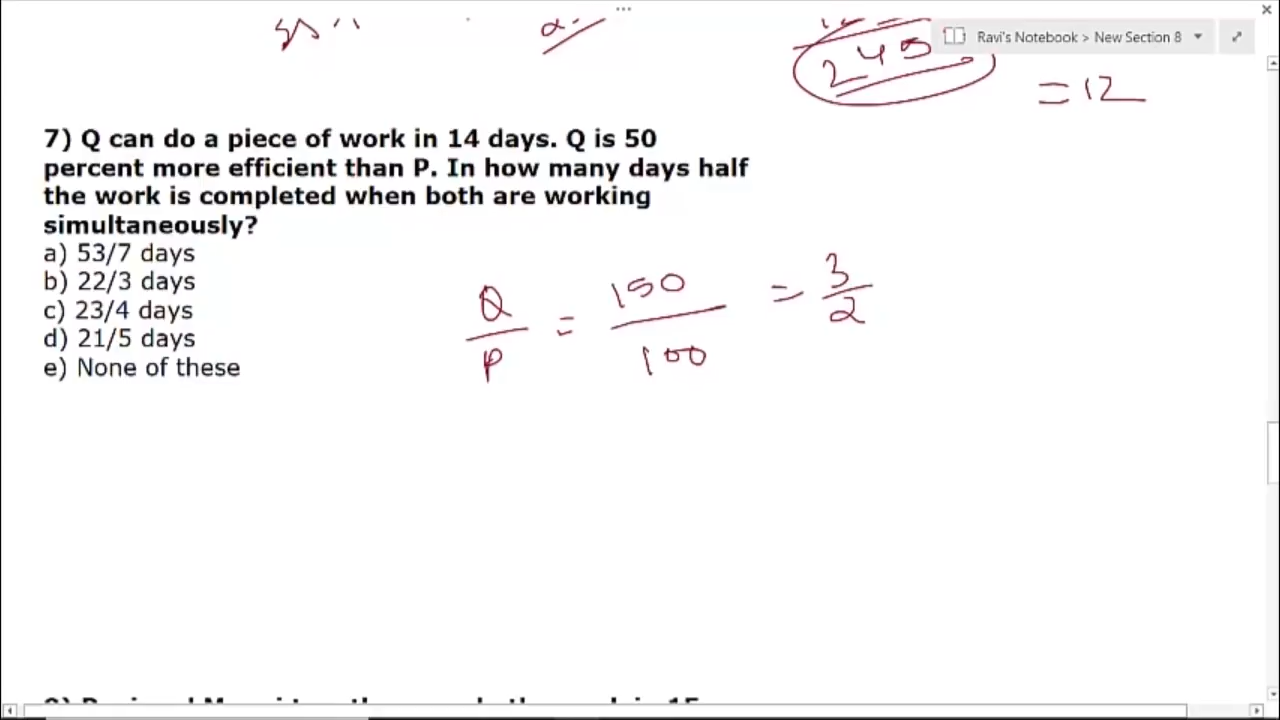 245
Ravi's Notebook > New Section 8
= 12
7) Q can do a piece of work in 14 days. Q is 50
percent more efficient than P. In how many days half
the work is completed when both are working
simultaneously?
a) 53/7 days
b) 22/3 days
c) 23/4 days
d) 21/5 days
e) None of these
Q/P = 150/100 = 3/2